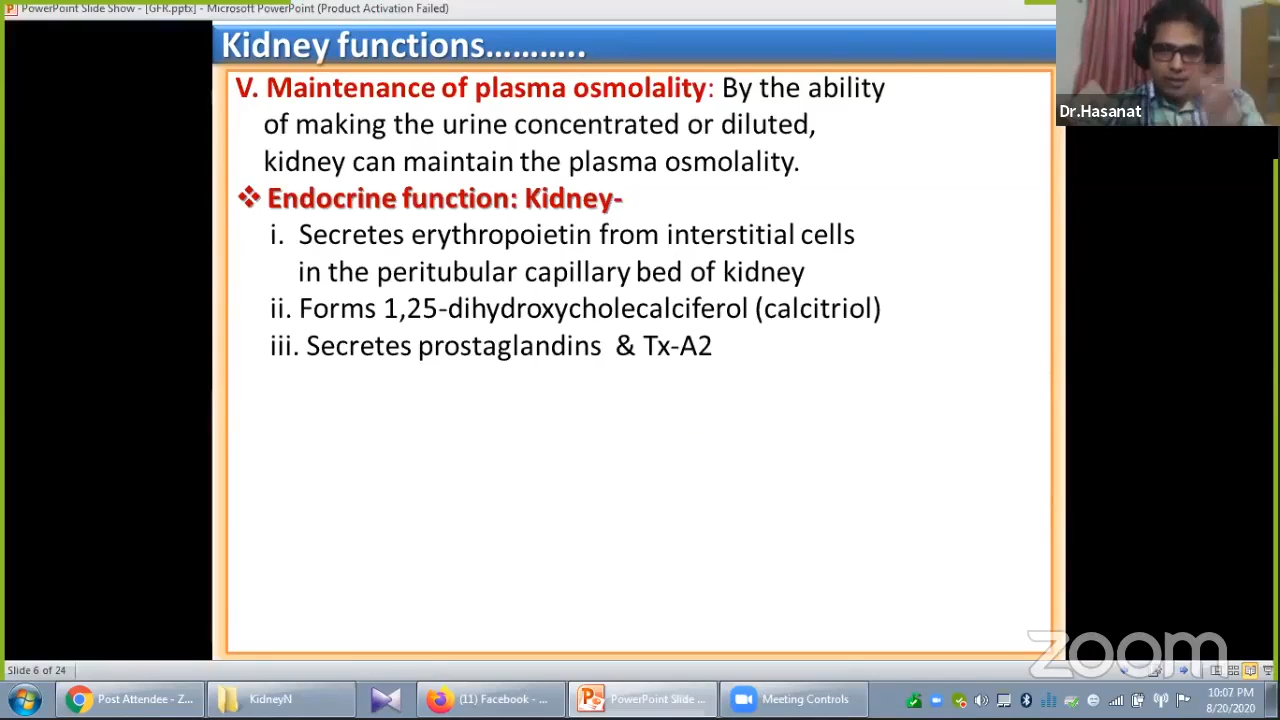 PowerPoint Slide Show - [GFR.pptx] - Microsoft PowerPoint (Product Activation Failed)
Kidney functions………..
Dr.Hasanat
V. Maintenance of plasma osmolality: By the ability
of making the urine concentrated or diluted,
kidney can maintain the plasma osmolality.
❖ Endocrine function: Kidney-
i. Secretes erythropoietin from interstitial cells
in the peritubular capillary bed of kidney
ii. Forms 1,25-dihydroxycholecalciferol (calcitriol)
iii. Secretes prostaglandins & Tx-A2
zoom
Slide 6 of 24
Post Attendee - Z...
KidneyN
(11) Facebook - ...
PowerPoint Slide ...
Meeting Controls
10:07 PM
8/20/2020